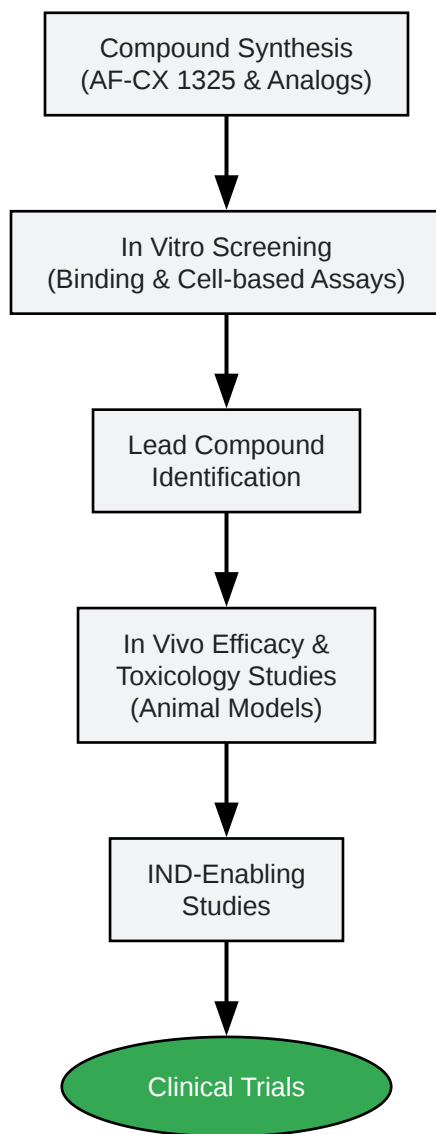 Compound Synthesis
(AF-CX 1325 & Analogs)
In Vitro Screening
(Binding & Cell-based Assays)
Lead Compound
Identification
In Vivo Efficacy &
Toxicology Studies
(Animal Models)
IND-Enabling
Studies
Clinical Trials